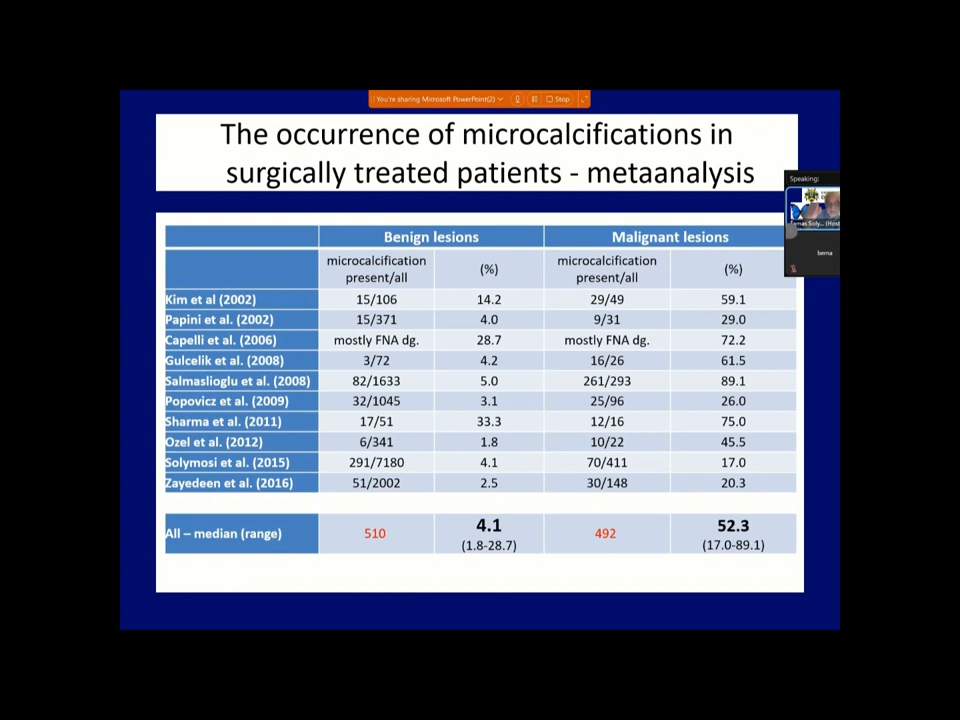 You're sharing Microsoft PowerPoint(2)
Stop
The occurrence of microcalcifications in
surgically treated patients - metaanalysis
Speaking:
berna
Benign lesions Malignant lesions
microcalcification present/all (%) microcalcification present/all (%)
Kim et al (2002) 15/106 14.2 29/49 59.1
Papini et al. (2002) 15/371 4.0 9/31 29.0
Capelli et al. (2006) mostly FNA dg. 28.7 mostly FNA dg. 72.2
Gulcelik et al. (2008) 3/72 4.2 16/26 61.5
Salmaslioglu et al. (2008) 82/1633 5.0 261/293 89.1
Popovicz et al. (2009) 32/1045 3.1 25/96 26.0
Sharma et al. (2011) 17/51 33.3 12/16 75.0
Ozel et al. (2012) 6/341 1.8 10/22 45.5
Solymosi et al. (2015) 291/7180 4.1 70/411 17.0
Zayedeen et al. (2016) 51/2002 2.5 30/148 20.3
All – median (range) 510 4.1 492 52.3
(1.8-28.7) (17.0-89.1)